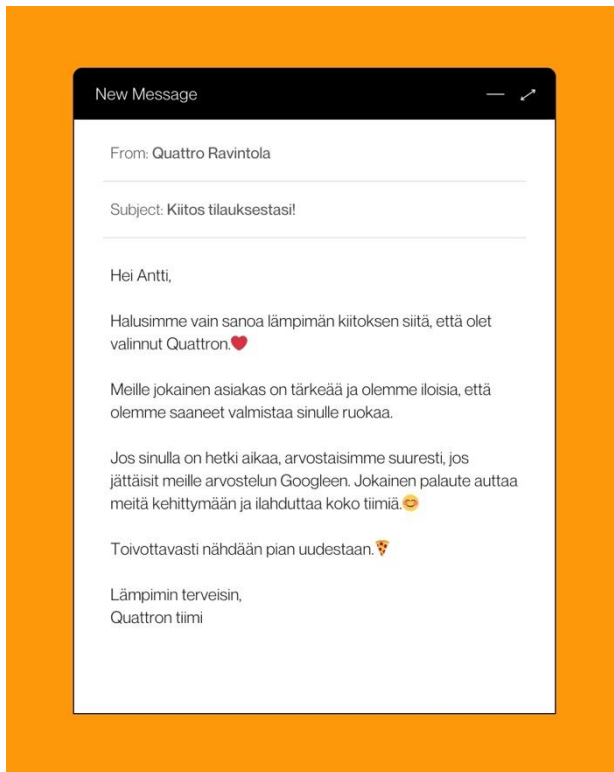 New Message
From: Quattro Ravintola
Subject: Kiitos tilauksestasi!
Hei Antti,
Halusimme vain sanoa lämpimän kiitoksen siitä, että olet
valinnut Quattron.❤️
Meille jokainen asiakas on tärkeää ja olemme iloisia, että
olemme saaneet valmistaa sinulle ruokaa.
Jos sinulla on hetki aikaa, arvostaisimme suuresti, jos
jättäisit meille arvostelun Googleen. Jokainen palaute auttaa
meitä kehittymään ja ilahduttaa koko tiimiä.😊
Toivottavasti nähdään pian uudestaan.🍕
Lämpimin terveisin,
Quattron tiimi